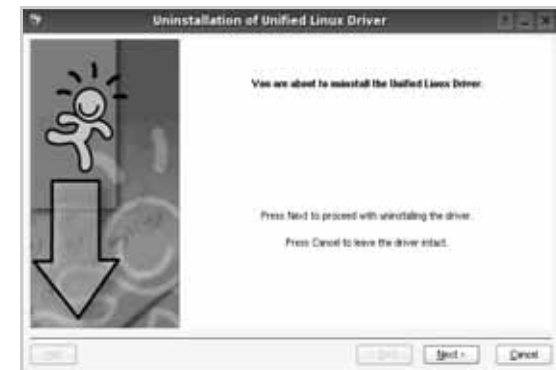 Uninstallation of Unified Linux Driver
You are about to uninstall the Unified Linux Driver.
Press Next to proceed with uninstalling the driver.
Press Cancel to leave the driver intact.
Next >
Cancel